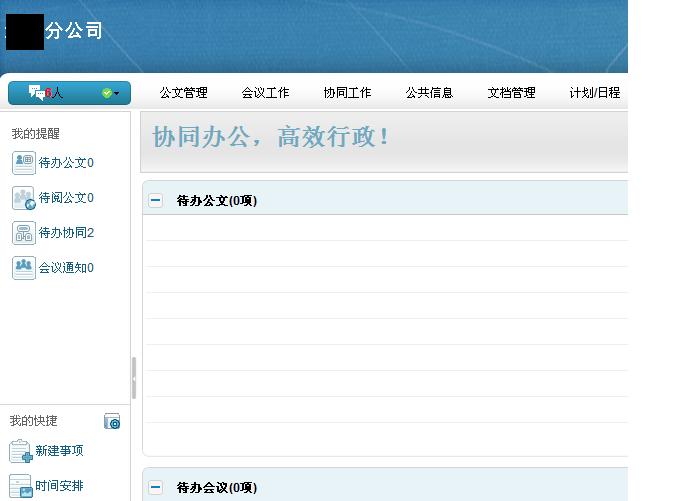 分公司
6人
公文管理 会议工作 协同工作 公共信息 文档管理 计划/日程
我的提醒
待办公文0
待阅公文0
待办协同2
会议通知0
我的快捷
新建事项
时间安排
协同办公，高效行政！
待办公文(0项)
待办会议(0项)